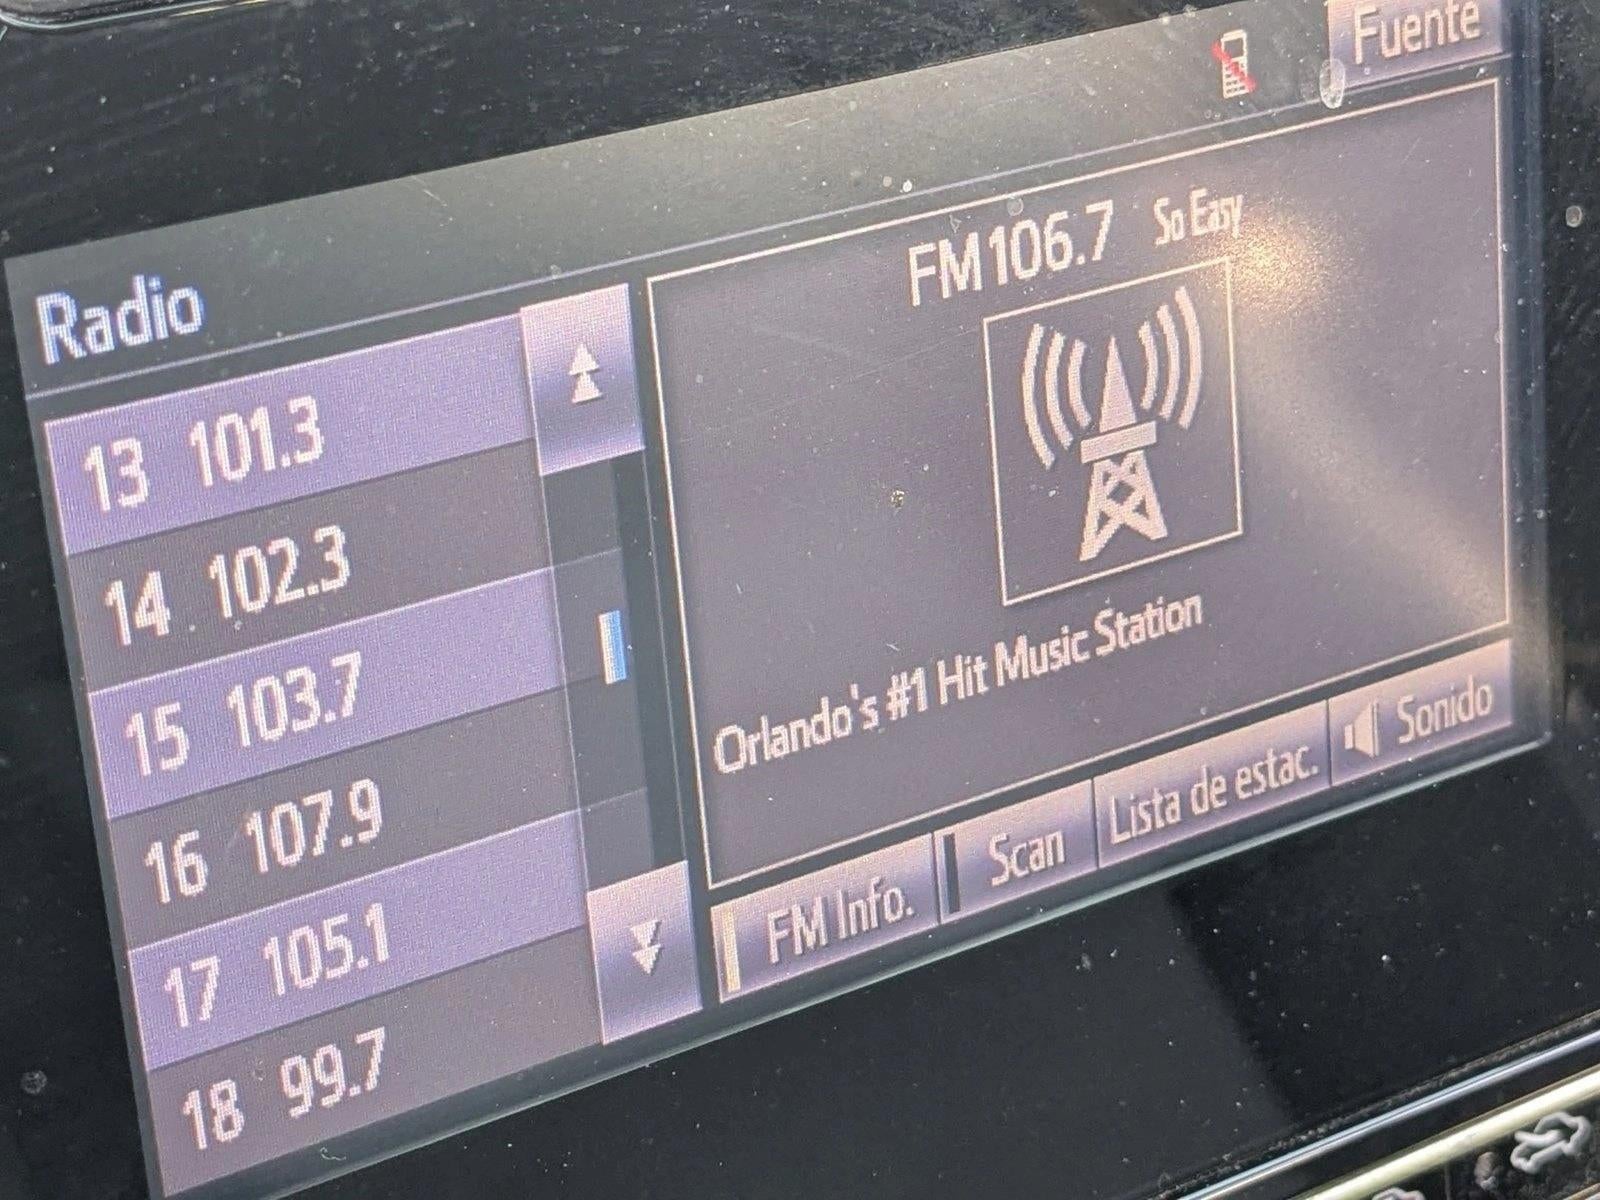 Fuente
Radio
FM 106.7 So Easy
13 101.3
14 102.3
15 103.7
16 107.9
17 105.1
18 99.7
Orlando's #1 Hit Music Station
FM Info.
Scan
Lista de estac.
Sonido